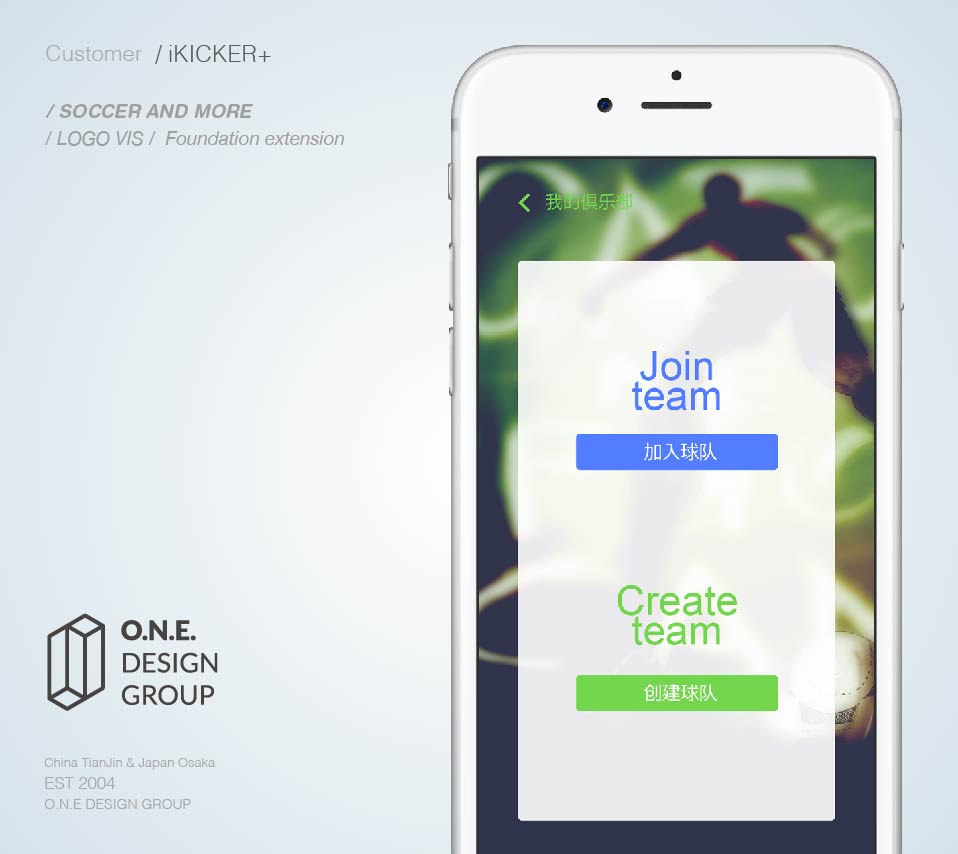 Customer / iKICKER+
/ SOCCER AND MORE
/ LOGO VIS / Foundation extension
我的俱乐部
Join
team
加入球队
Create
team
创建球队
O.N.E.
DESIGN
GROUP
China TianJin & Japan Osaka
EST 2004
O.N.E DESIGN GROUP